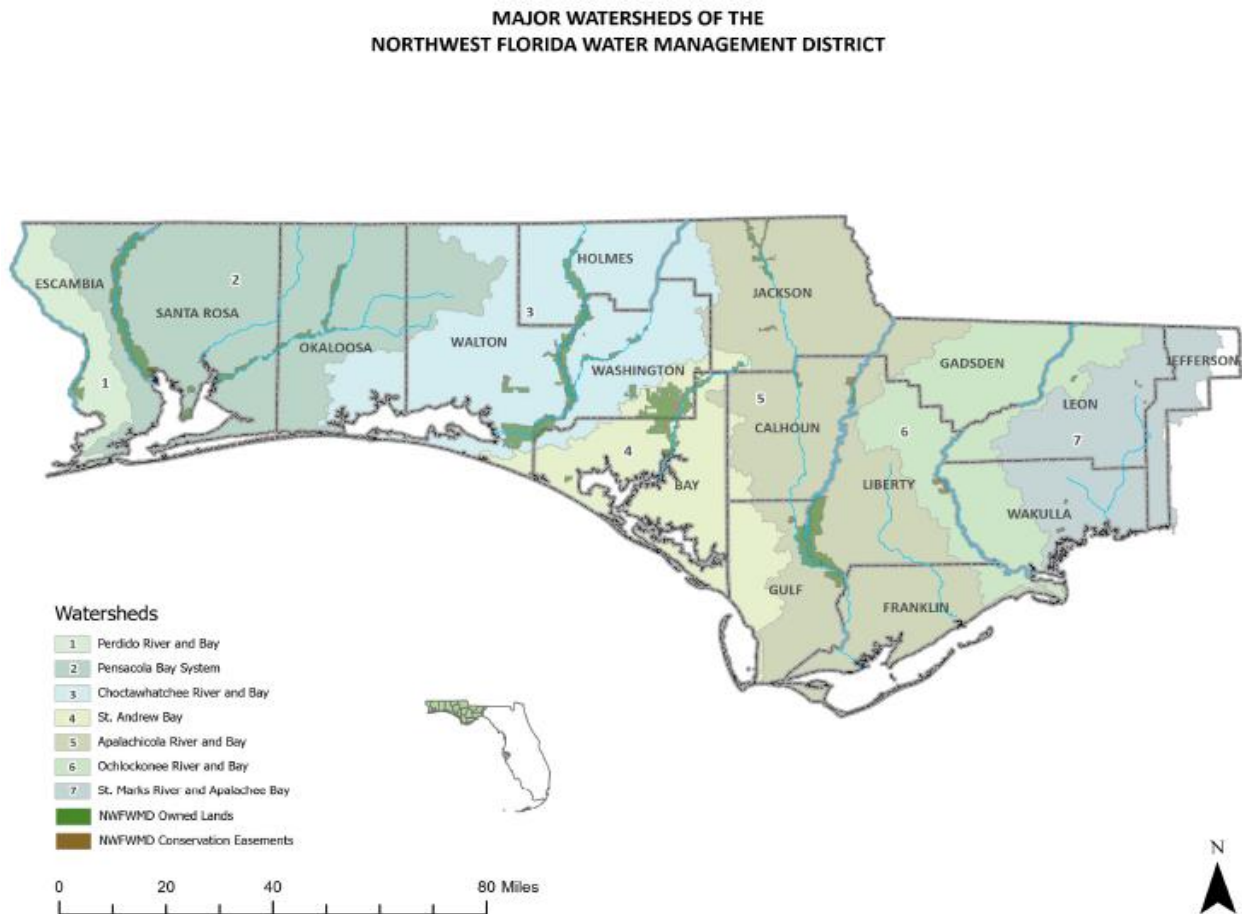 MAJOR WATERSHEDS OF THE
NORTHWEST FLORIDA WATER MANAGEMENT DISTRICT
ESCAMBIA
SANTA ROSA
2
OKALOOSA
WALTON
3
HOLMES
WASHINGTON
JACKSON
1
4
BAY
5
CALHOUN
GADSDEN
JEFFERSON
LEON
6
7
LIBERTY
WAKULLA
GULF
FRANKLIN
Watersheds
1 Perdido River and Bay
2 Pensacola Bay System
3 Choctawhatchee River and Bay
4 St. Andrew Bay
5 Apalachicola River and Bay
6 Ochlockonee River and Bay
7 St. Marks River and Apalachee Bay
NWFWMD Owned Lands
NWFWMD Conservation Easements
0 20 40 80 Miles
N